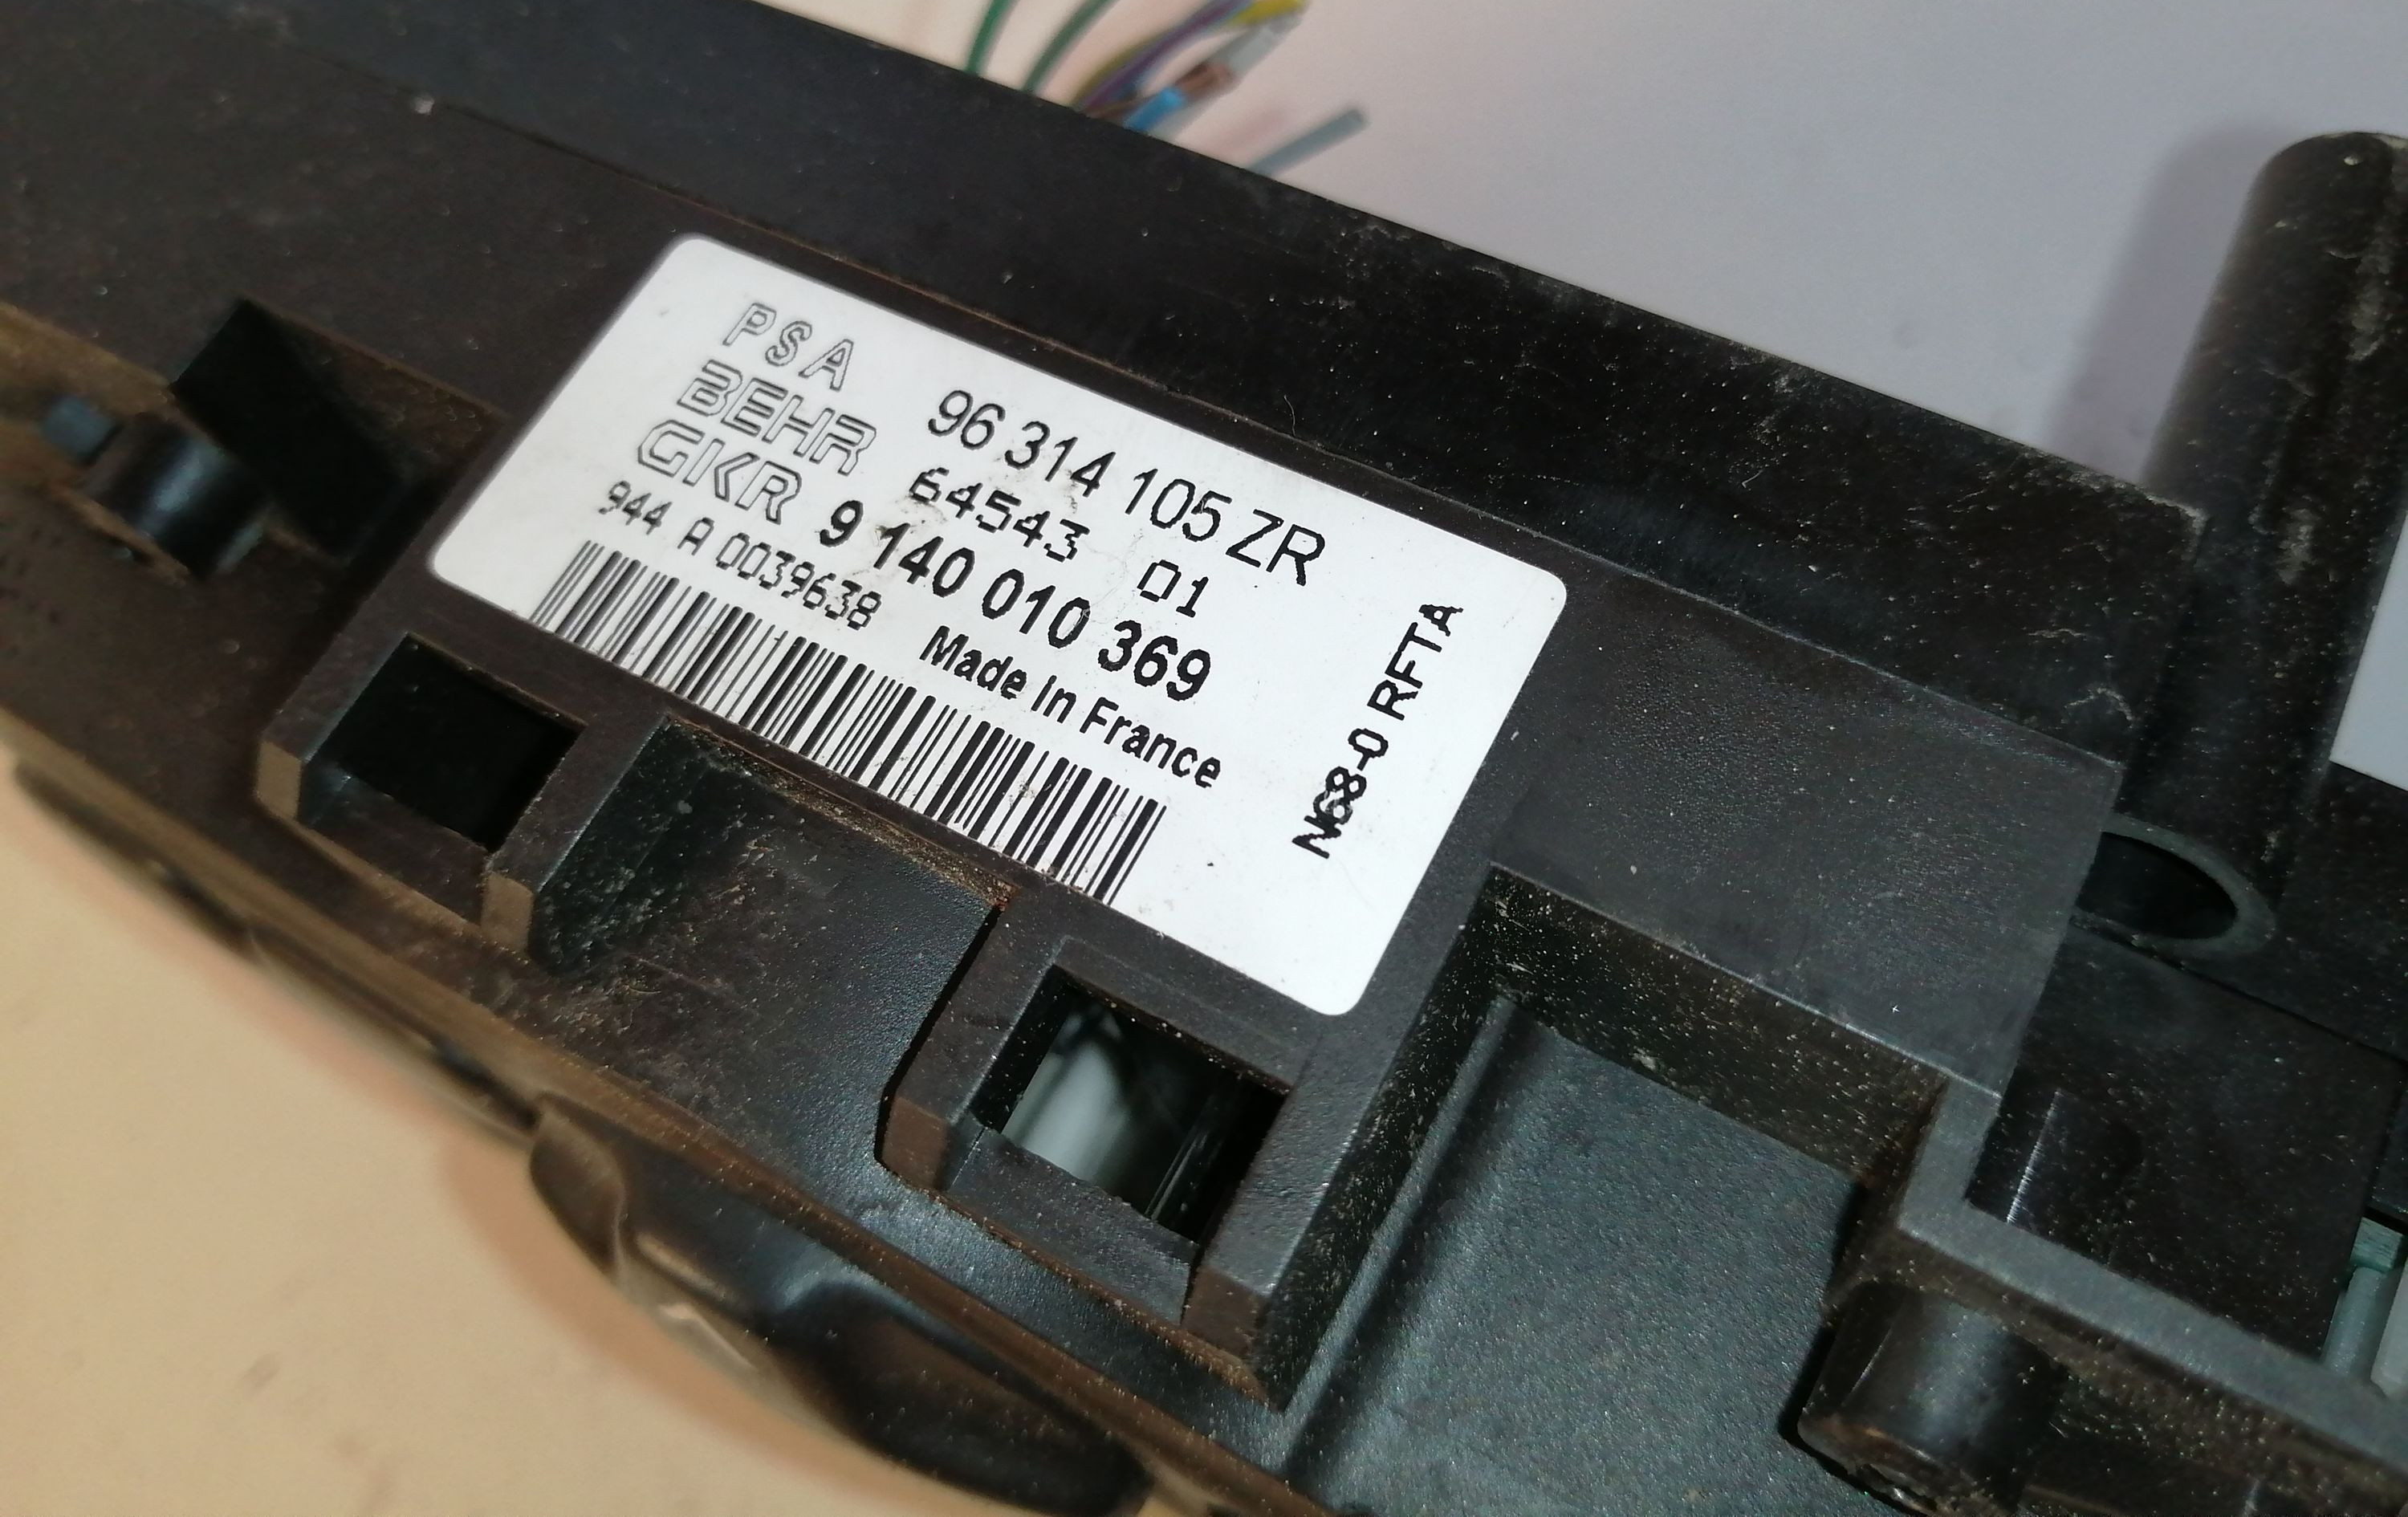 PSA 96 314 105 ZR
BEHR 64543 01
GKR 9 140 010 369
944 A 0039638 Made in France
N68-0 RFTA